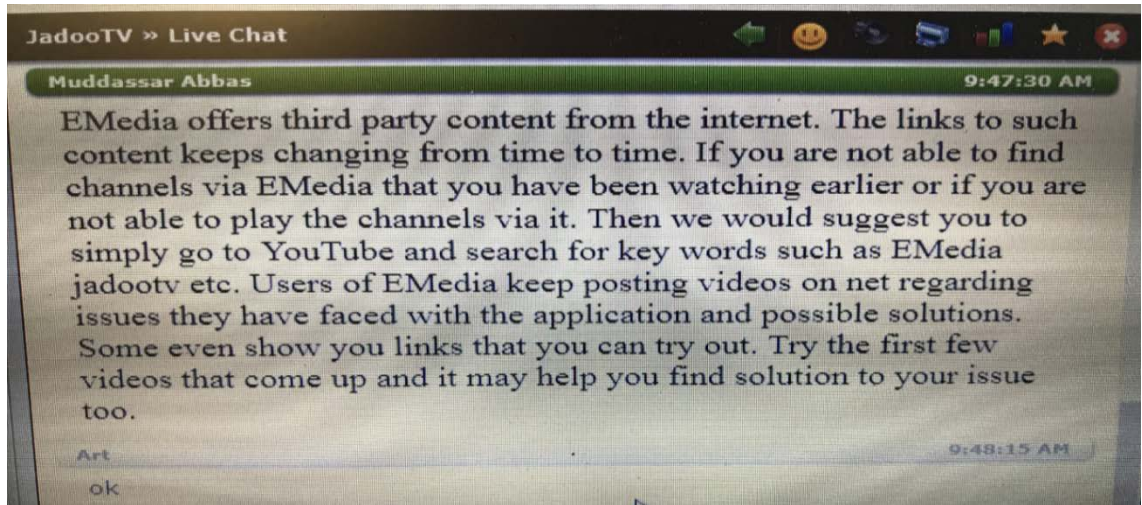 JadooTV » Live Chat
Muddassar Abbas 9:47:30 AM
EMedia offers third party content from the internet. The links to such
content keeps changing from time to time. If you are not able to find
channels via EMedia that you have been watching earlier or if you are
not able to play the channels via it. Then we would suggest you to
simply go to YouTube and search for key words such as EMedia
jadootv etc. Users of EMedia keep posting videos on net regarding
issues they have faced with the application and possible solutions.
Some even show you links that you can try out. Try the first few
videos that come up and it may help you find solution to your issue
too.
Art 9:48:15 AM
ok